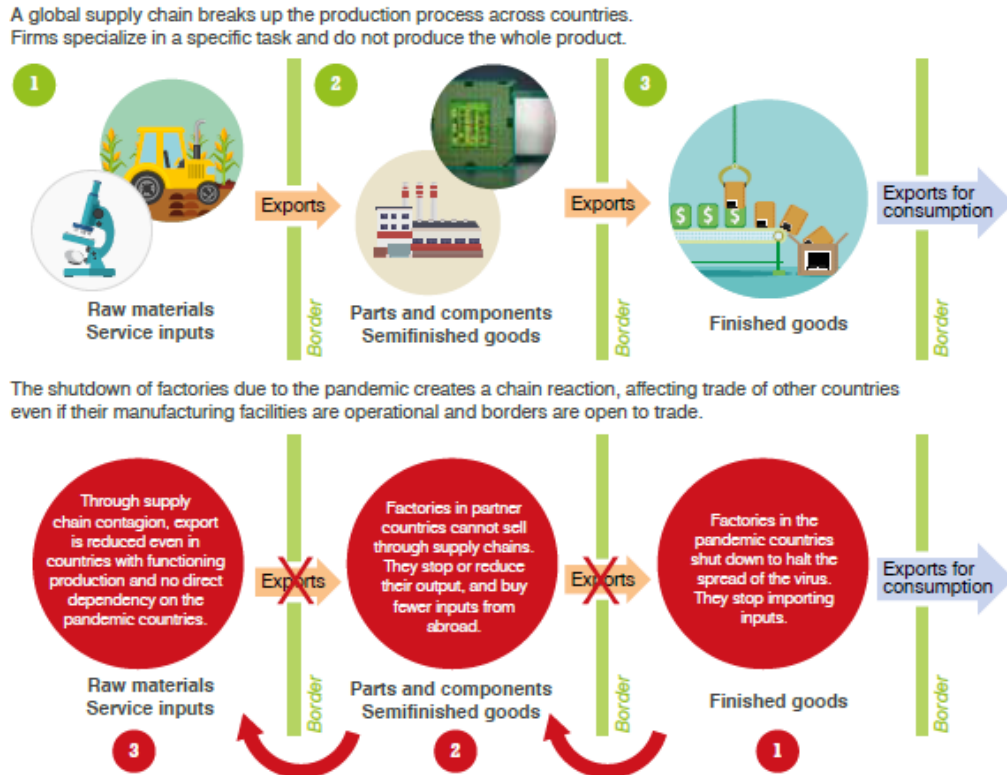 A global supply chain breaks up the production process across countries.
Firms specialize in a specific task and do not produce the whole product.
1
2
3
Exports
Exports
Exports for
consumption
$ $ $
Raw materials
Service inputs
Border
Parts and components
Semifinished goods
Border
Finished goods
Border
The shutdown of factories due to the pandemic creates a chain reaction, affecting trade of other countries
even if their manufacturing facilities are operational and borders are open to trade.
Through supply
chain contagion, export
is reduced even in
countries with functioning
production and no direct
dependency on the
pandemic countries.
Exports
Factories in partner
countries cannot sell
through supply chains.
They stop or reduce
their output, and buy
fewer inputs from
abroad.
Exports
Factories in the
pandemic countries
shut down to halt the
spread of the virus.
They stop importing
inputs.
Exports for
consumption
Raw materials
Service inputs
Border
Parts and components
Semifinished goods
Border
Finished goods
Border
3
2
1